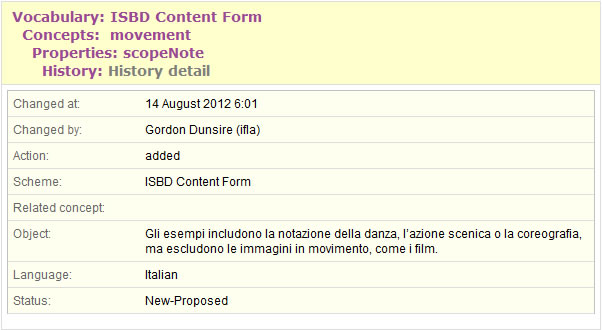 Vocabulary: ISBD Content Form
Concepts: movement
Properties: scopeNote
History: History detail
Changed at: 14 August 2012 6:01
Changed by: Gordon Dunsire (ifla)
Action: added
Scheme: ISBD Content Form
Related concept:
Object: Gli esempi includono la notazione della danza, l'azione scenica o la coreografia,
ma escludono le immagini in movimento, come i film.
Language: Italian
Status: New-Proposed